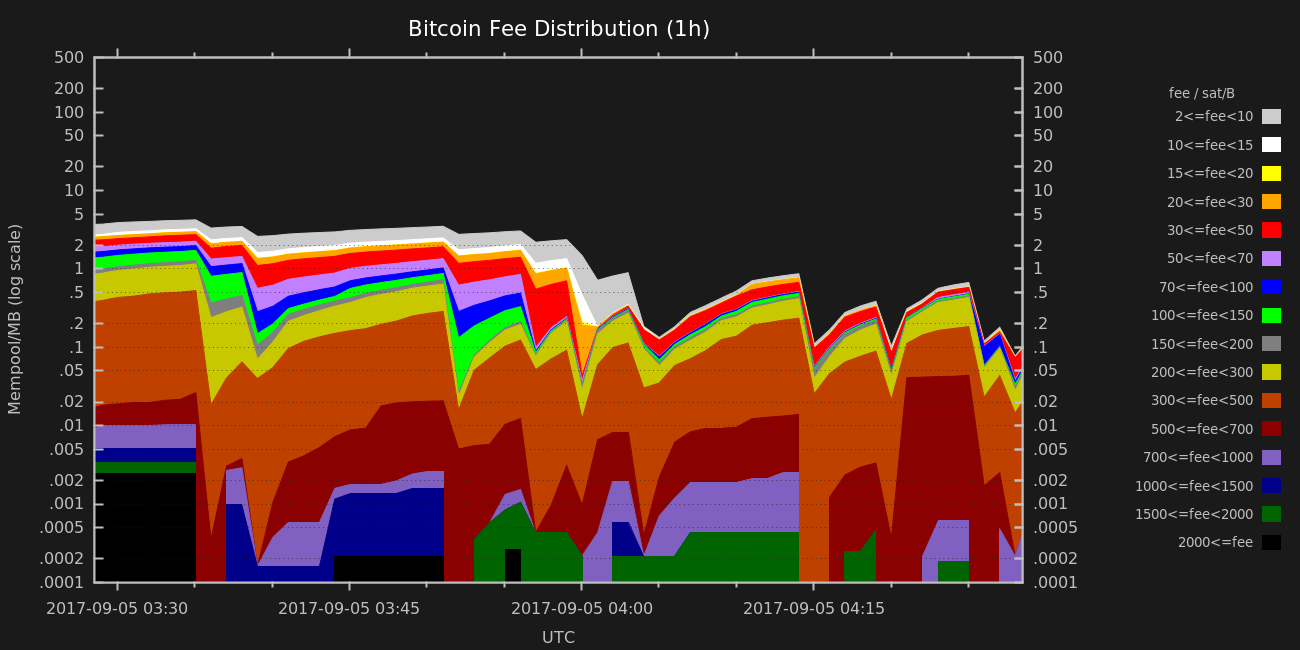 Bitcoin Fee Distribution (1h)
500
200
100
50
20
10
5
2
1
.5
.2
.1
.05
.02
.01
.005
.002
.001
.0005
.0002
.0001
Mempool/MB (log scale)
500
200
100
50
20
10
5
2
1
.5
.2
.1
.05
.02
.01
.005
.002
.001
.0005
.0002
.0001
2017-09-05 03:30 2017-09-05 03:45 2017-09-05 04:00 2017-09-05 04:15
UTC
fee / sat/B
2<=fee<10
10<=fee<15
15<=fee<20
20<=fee<30
30<=fee<50
50<=fee<70
70<=fee<100
100<=fee<150
150<=fee<200
200<=fee<300
300<=fee<500
500<=fee<700
700<=fee<1000
1000<=fee<1500
1500<=fee<2000
2000<=fee